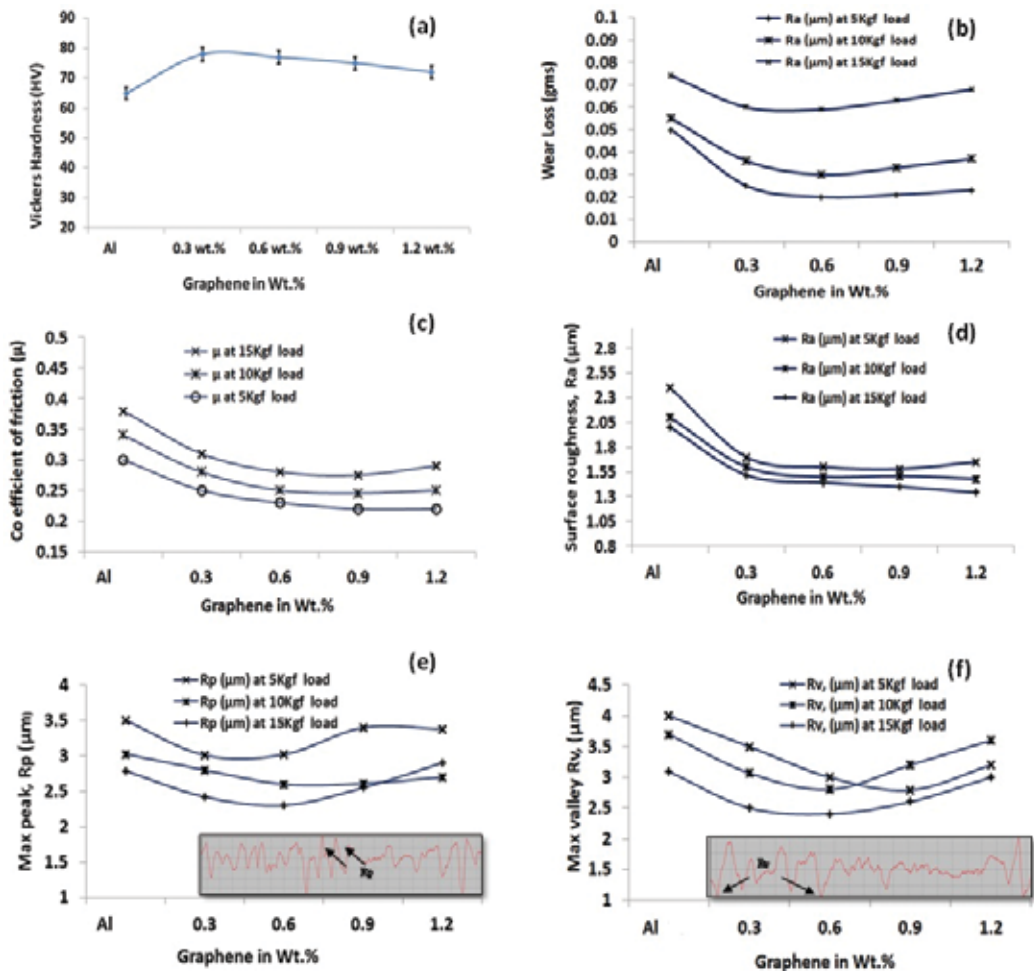 (a)
Vickers Hardness (HV)
90
80
70
60
50
40
30
20
Al
0.3 wt.%
0.6 wt.%
0.9 wt.%
1.2 wt.%
Graphene in Wt.%
(b)
Ra (μm) at 5Kgf load
Ra (μm) at 10Kgf load
Ra (μm) at 15Kgf load
Wear Loss (gms)
0.1
0.09
0.08
0.07
0.06
0.05
0.04
0.03
0.02
0.01
0
Al
0.3
0.6
0.9
1.2
Graphene in Wt.%
(c)
μ at 15Kgf load
μ at 10Kgf load
μ at 5Kgf load
Co efficient of friction (μ)
0.5
0.45
0.4
0.35
0.3
0.25
0.2
0.15
Al
0.3
0.6
0.9
1.2
Graphene in Wt.%
(d)
Ra (μm) at 5Kgf load
Ra (μm) at 10Kgf load
Ra (μm) at 15Kgf load
Surface roughness, Ra (μm)
2.8
2.55
2.3
2.05
1.8
1.55
1.3
1.05
0.8
Al
0.3
0.6
0.9
1.2
Graphene in Wt.%
(e)
Rp (μm) at 5Kgf load
Rp (μm) at 10Kgf load
Rp (μm) at 15Kgf load
Max peak, Rp (μm)
4
3.5
3
2.5
2
1.5
1
Rp
Al
0.3
0.6
0.9
1.2
Graphene in Wt.%
(f)
Rv, (μm) at 5Kgf load
Rv, (μm) at 10Kgf load
Rv, (μm) at 15Kgf load
Max valley Rv, (μm)
4.5
4
3.5
3
2.5
2
1.5
1
Rv
Al
0.3
0.6
0.9
1.2
Graphene in Wt.%